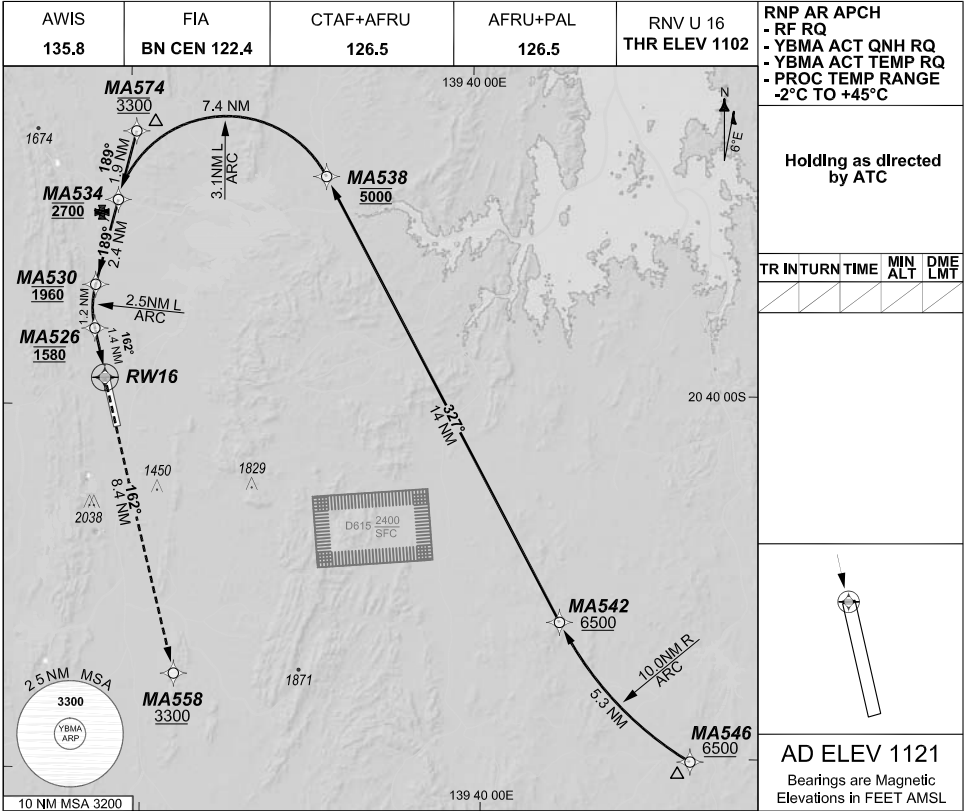 AWIS
135.8
FIA
BN CEN 122.4
CTAF+AFRU
126.5
AFRU+PAL
126.5
RNV U 16
THR ELEV 1102
RNP AR APCH
- RF RQ
- YBMA ACT QNH RQ
- YBMA ACT TEMP RQ
- PROC TEMP RANGE
-2°C TO +45°C
Holding as directed
by ATC
TR IN
TURN
TIME
MIN
ALT
DME
LMT
139 40 00E
N
6°E
MA574
3300
1674
7.4 NM
3.1NM L
ARC
189°
1.9 NM
MA538
5000
MA534
2700
189°
2.4 NM
MA530
1960
2.5NM L
ARC
1.2 NM
MA526
1580
162°
1.4 NM
RW16
20 40 00S
327°
14 NM
1450
1829
2038
162°
8.4 NM
D615 2400
SFC
MA542
6500
10.0NM R
ARC
5.3 NM
1871
MA558
3300
MA546
6500
25 NM MSA
3300
YBMA
ARP
10 NM MSA 3200
139 40 00E
AD ELEV 1121
Bearings are Magnetic
Elevations in FEET AMSL